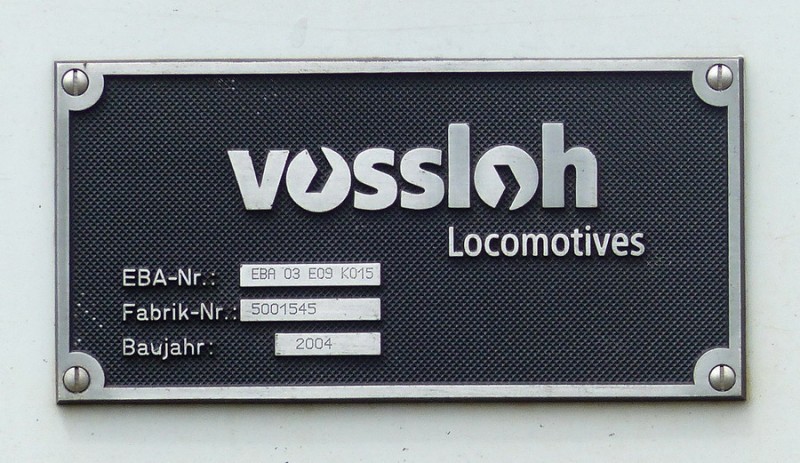 vossloh
Locomotives
EBA-Nr.: EBA 03 E09 K015
Fabrik-Nr.: 5001545
Baujahr: 2004